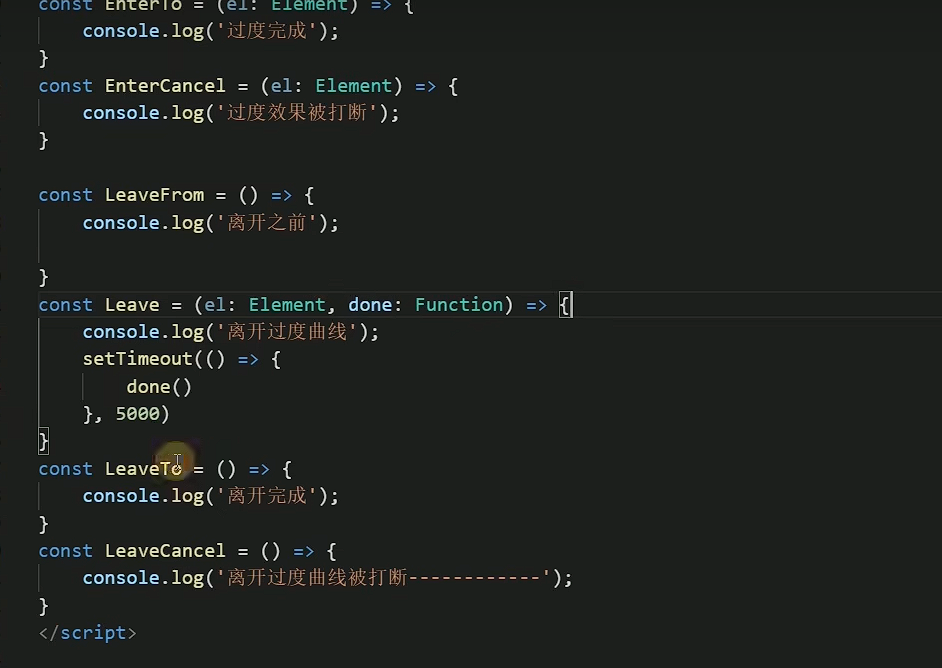 const EnterTo = (el: Element) => {
    console.log('过度完成');
}
const EnterCancel = (el: Element) => {
    console.log('过度效果被打断');
}
const LeaveFrom = () => {
    console.log('离开之前');
}
const Leave = (el: Element, done: Function) => {
    console.log('离开过度曲线');
    setTimeout(() => {
        done()
    }, 5000)
}
const LeaveTo = () => {
    console.log('离开完成');
}
const LeaveCancel = () => {
    console.log('离开过度曲线被打断------------');
}
</script>